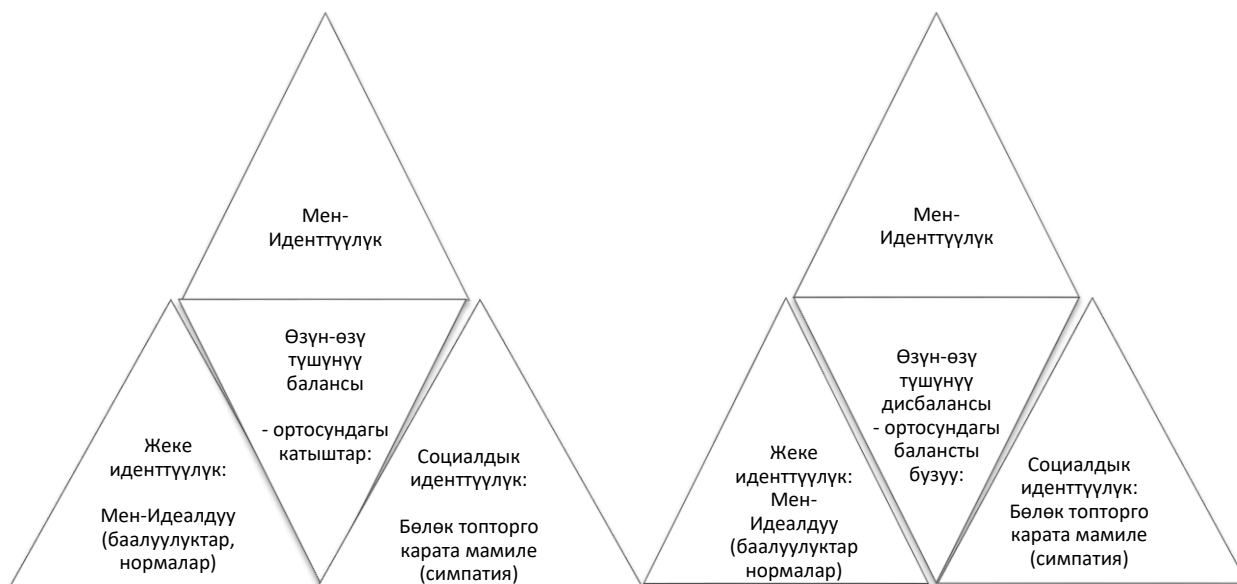 Мен-
Иденттүүлүк
Өзүн-өзү
түшүнүү
балансы
- ортосундагы
катыштар:
Жеке
иденттүүлүк:
Мен-Идеалдуу
(баалуулуктар,
нормалар)
Социалдык
иденттүүлүк:
Бөлөк топторго
карата мамиле
(симпатия)
Мен-
Иденттүүлүк
Өзүн-өзү
түшүнүү
дисбалансы
- ортосундагы
балансты
бузуу:
Жеке
иденттүүлүк:
Мен-
Идеалдуу
(баалуулуктар
нормалар)
Социалдык
иденттүүлүк:
Бөлөк топторго
карата мамиле
(симпатия)